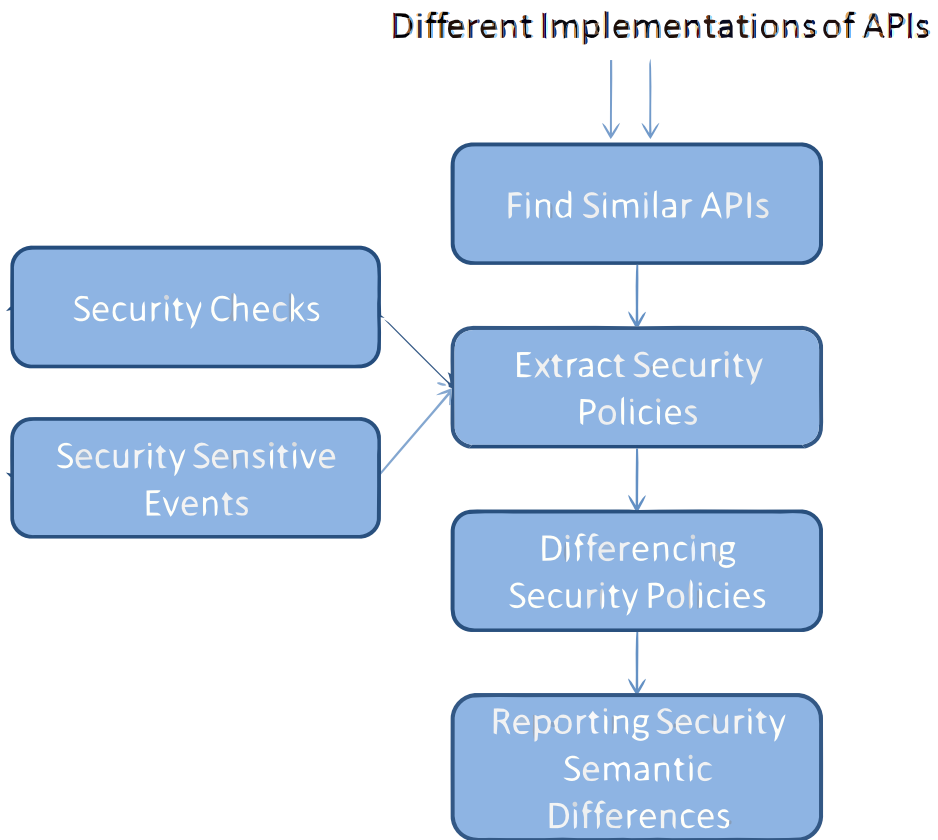 Different Implementations of APIs
Find Similar APIs
Security Checks
Extract Security
Policies
Security Sensitive
Events
Differencing
Security Policies
Reporting Security
Semantic
Differences